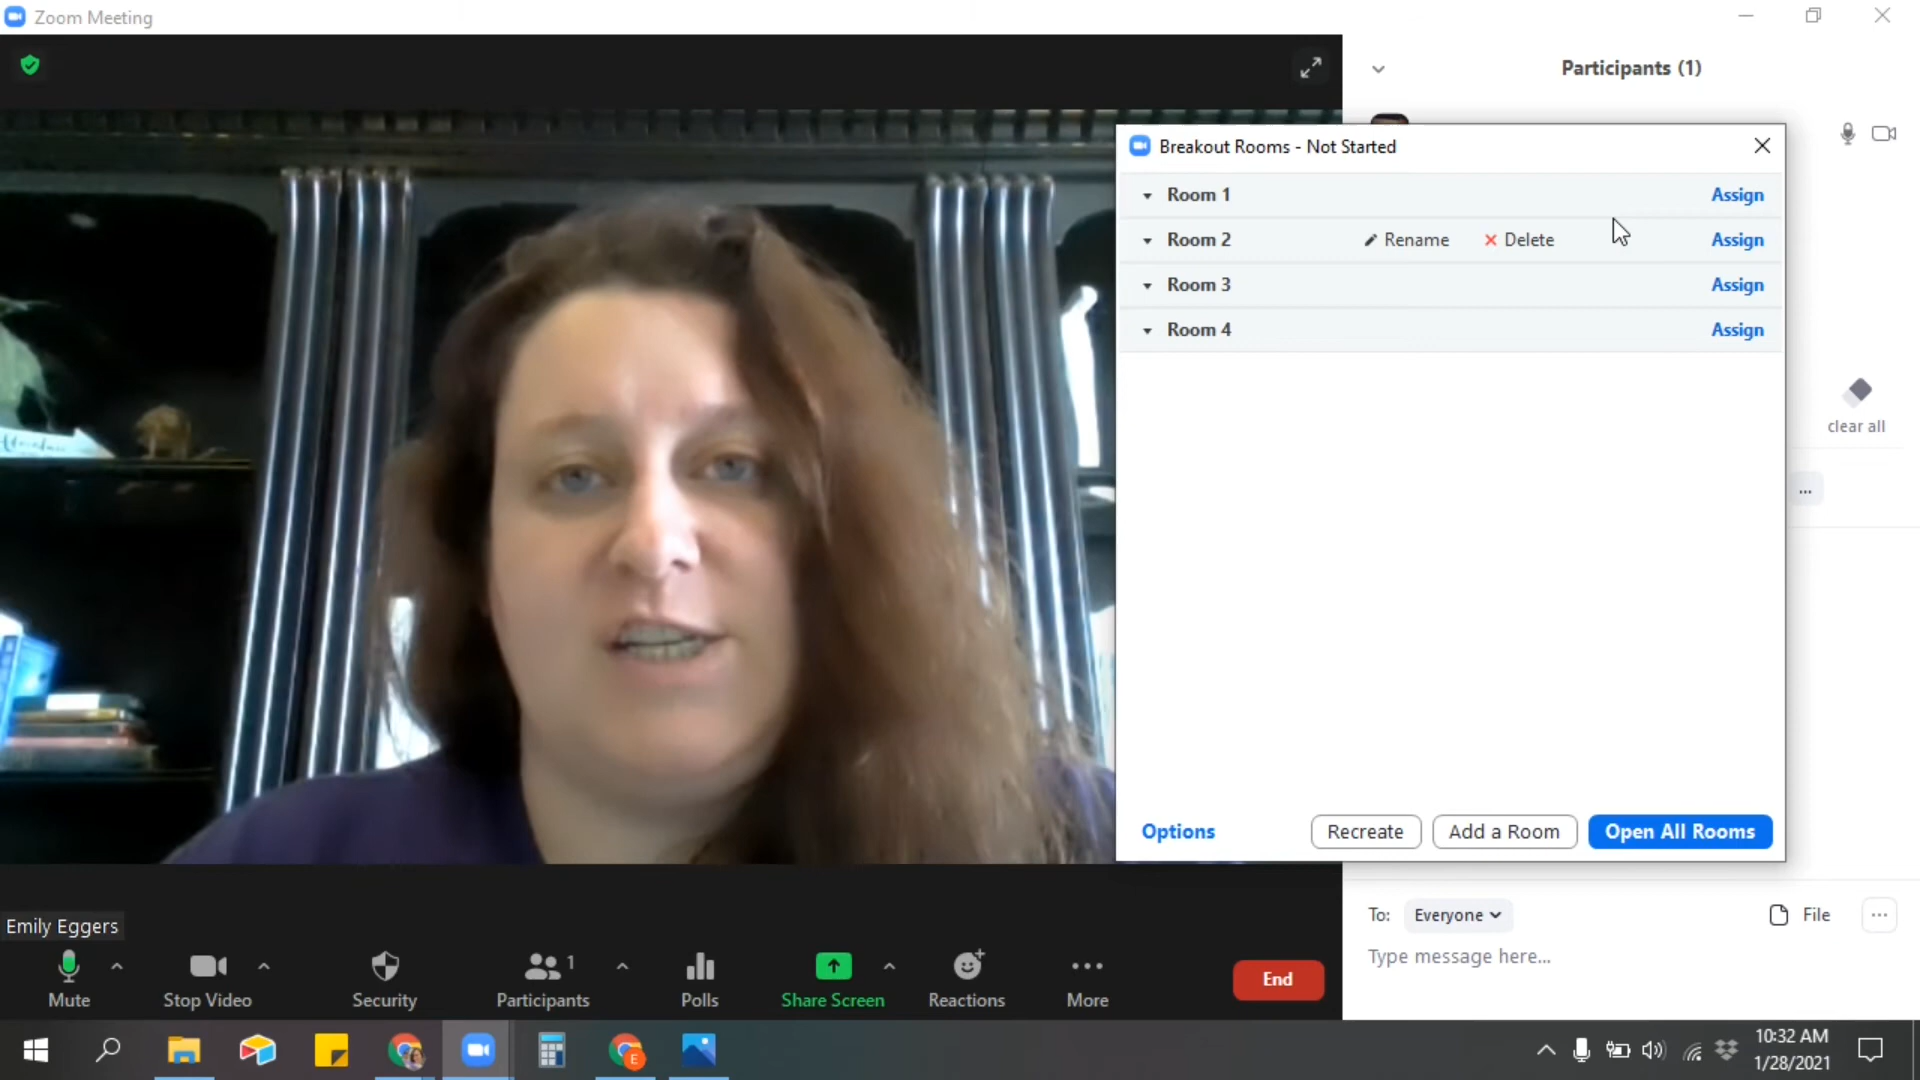 Zoom Meeting
Participants (1)
Breakout Rooms - Not Started
Room 1 Assign
Room 2 Rename Delete Assign
Room 3 Assign
Room 4 Assign
clear all
...
Options Recreate Add a Room Open All Rooms
To: Everyone File
Type message here...
Emily Eggers
1
Mute Stop Video Security Participants Polls Share Screen Reactions More End
E
10:32 AM
1/28/2021